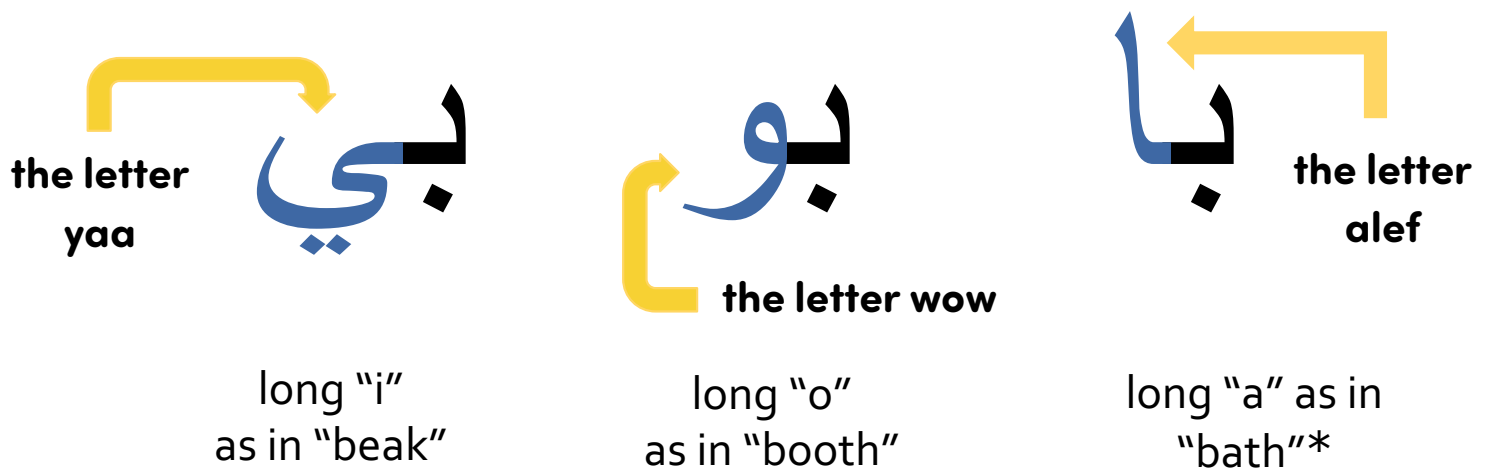 بي
بو
با
the letter
yaa
the letter wow
the letter
alef
long “i”
as in “beak”
long “o”
as in “booth”
long “a” as in
“bath”*